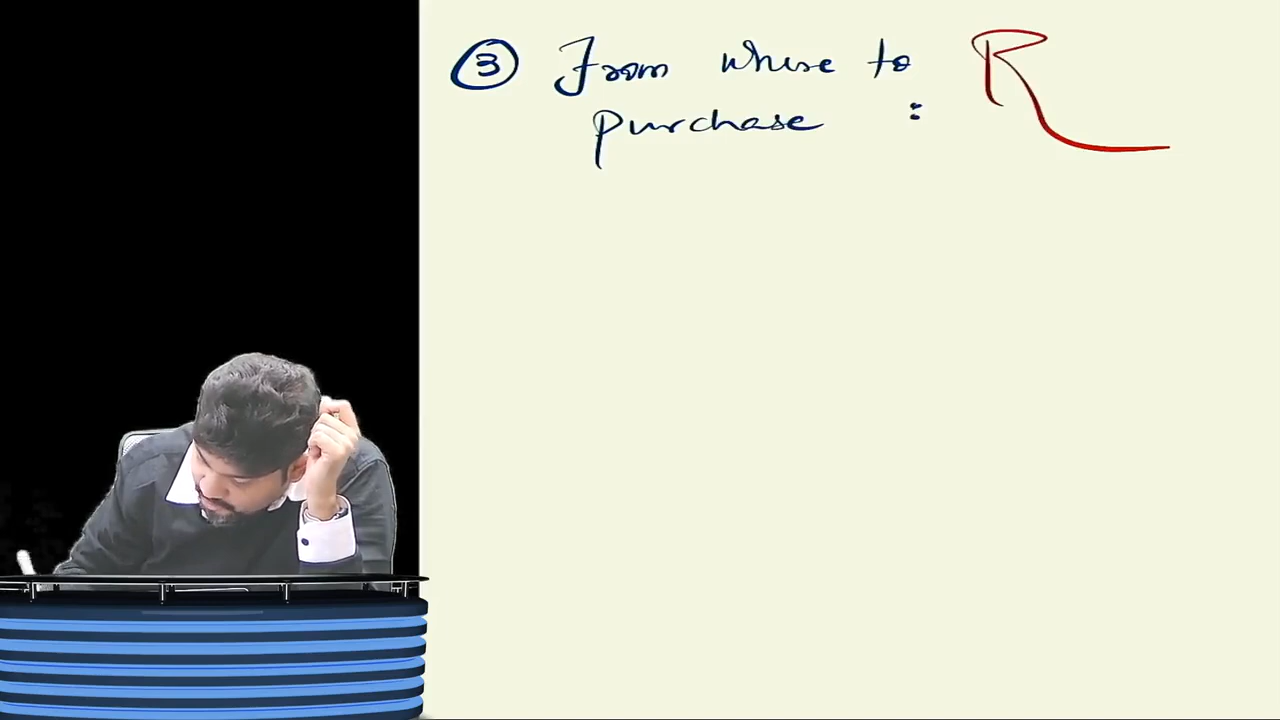 ③ From where to R
purchase :